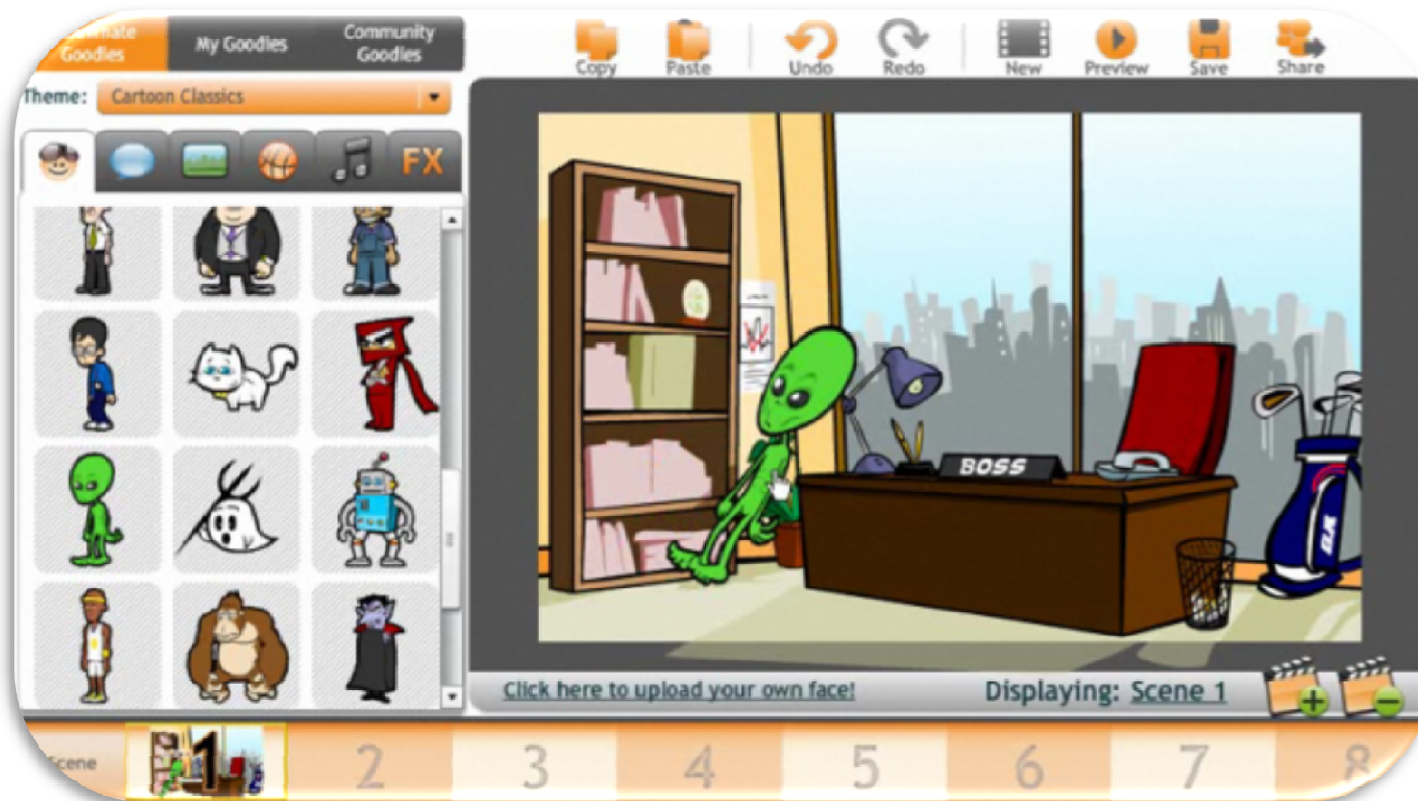 Goodies
My Goodies
Community
Goodies
Copy
Paste
Undo
Redo
New
Preview
Save
Share
Theme:
Cartoon Classics
FX
BOSS
Click here to upload your own face!
Displaying: Scene 1
Scene
1
2
3
4
5
6
7
8